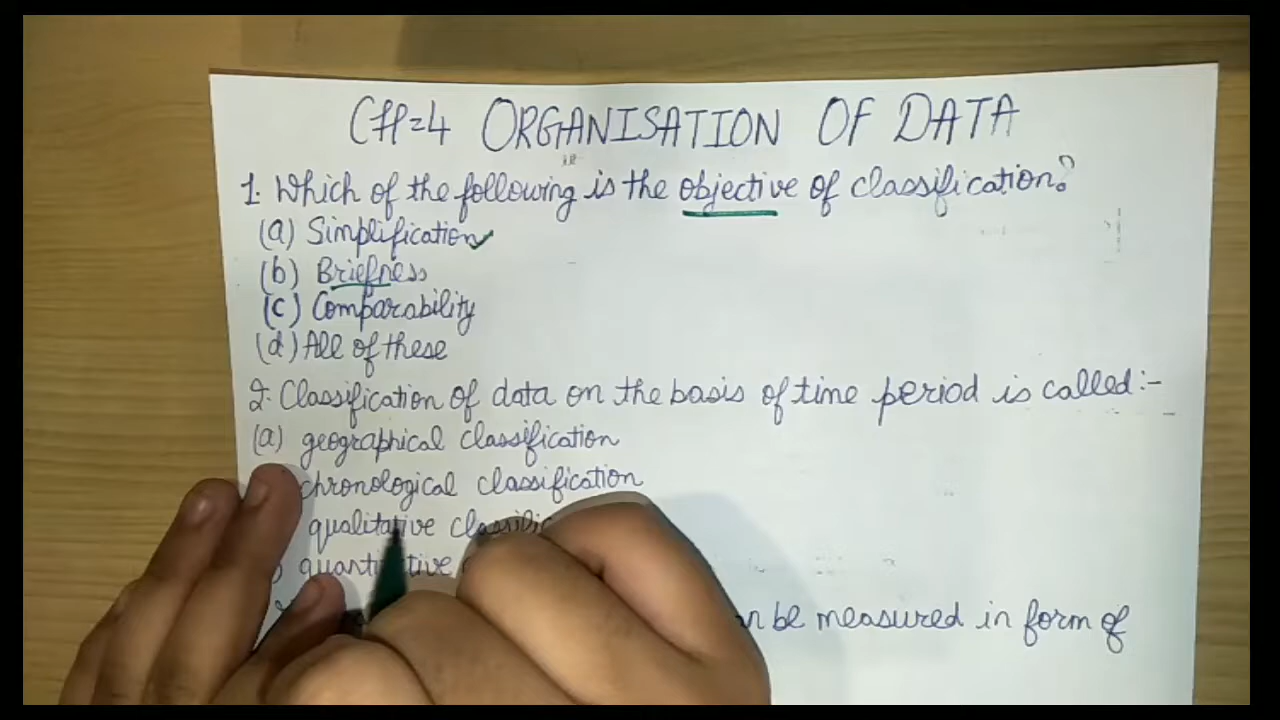 CH=4 ORGANISATION OF DATA
1. Which of the following is the objective of classification?
(a) Simplification
(b) Briefness
(c) Comparability
(d) All of these
2. Classification of data on the basis of time period is called:-
(a) geographical classification
chronological classification
qualitative
quantitative
be measured in form of